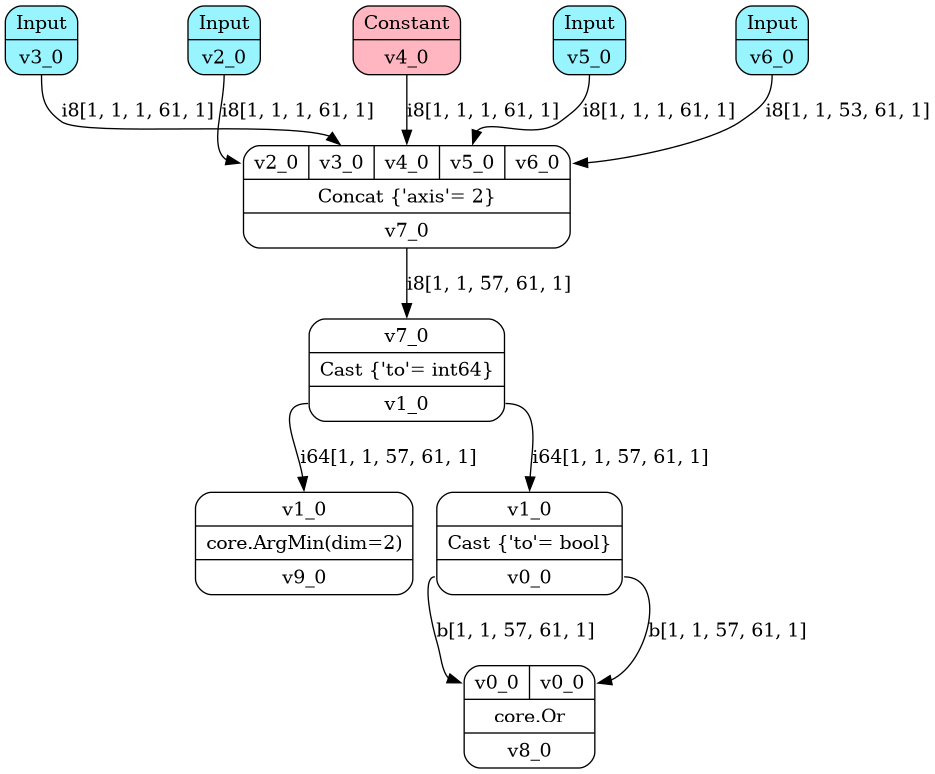 Input
v3_0
Input
v2_0
Constant
v4_0
Input
v5_0
Input
v6_0
i8[1, 1, 1, 61, 1]
i8[1, 1, 1, 61, 1]
i8[1, 1, 1, 61, 1]
i8[1, 1, 1, 61, 1]
i8[1, 1, 53, 61, 1]
v2_0 v3_0 v4_0 v5_0 v6_0
Concat {'axis'= 2}
v7_0
i8[1, 1, 57, 61, 1]
v7_0
Cast {'to'= int64}
v1_0
i64[1, 1, 57, 61, 1]
i64[1, 1, 57, 61, 1]
v1_0
core.ArgMin(dim=2)
v9_0
v1_0
Cast {'to'= bool}
v0_0
b[1, 1, 57, 61, 1]
b[1, 1, 57, 61, 1]
v0_0 v0_0
core.Or
v8_0